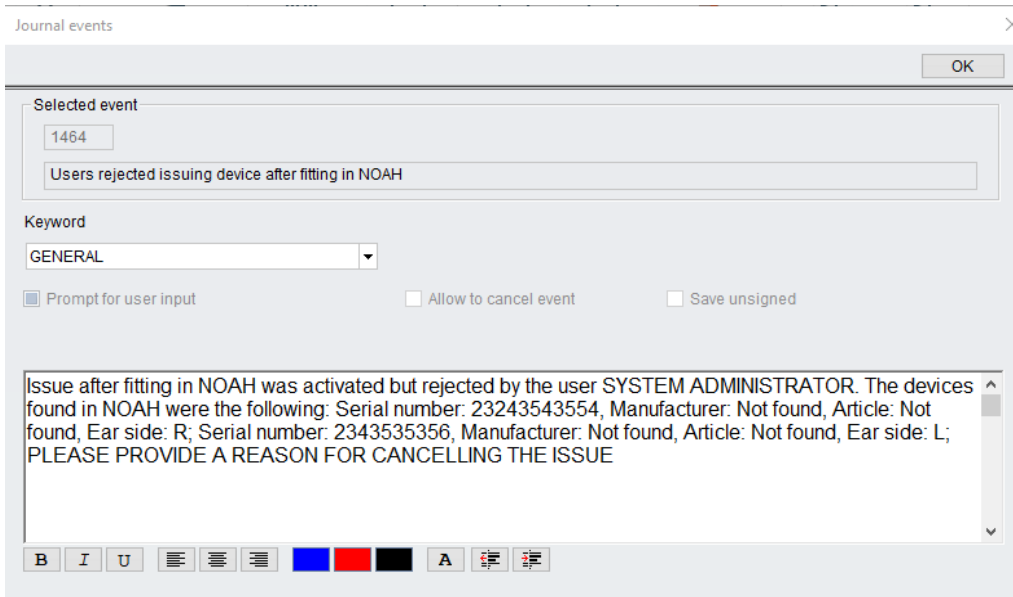 Journal events
OK
Selected event
1464
Users rejected issuing device after fitting in NOAH
Keyword
GENERAL
Prompt for user input
Allow to cancel event
Save unsigned
Issue after fitting in NOAH was activated but rejected by the user SYSTEM ADMINISTRATOR. The devices
found in NOAH were the following: Serial number: 23243543554, Manufacturer: Not found, Article: Not
found, Ear side: R; Serial number: 2343535356, Manufacturer: Not found, Article: Not found, Ear side: L;
PLEASE PROVIDE A REASON FOR CANCELLING THE ISSUE
B I U A